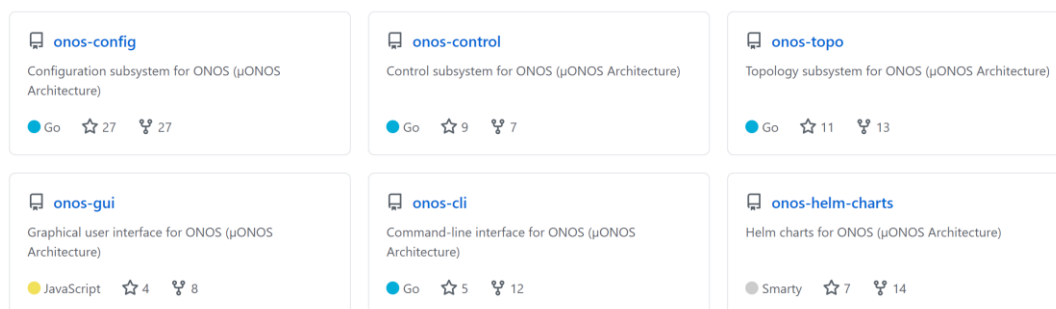 onos-config
Configuration subsystem for ONOS (µONOS
Architecture)
Go 27 27
onos-control
Control subsystem for ONOS (µONOS Architecture)
Go 9 7
onos-topo
Topology subsystem for ONOS (µONOS Architecture)
Go 11 13
onos-gui
Graphical user interface for ONOS (µONOS
Architecture)
JavaScript 4 8
onos-cli
Command-line interface for ONOS (µONOS
Architecture)
Go 5 12
onos-helm-charts
Helm charts for ONOS (µONOS Architecture)
Smarty 7 14